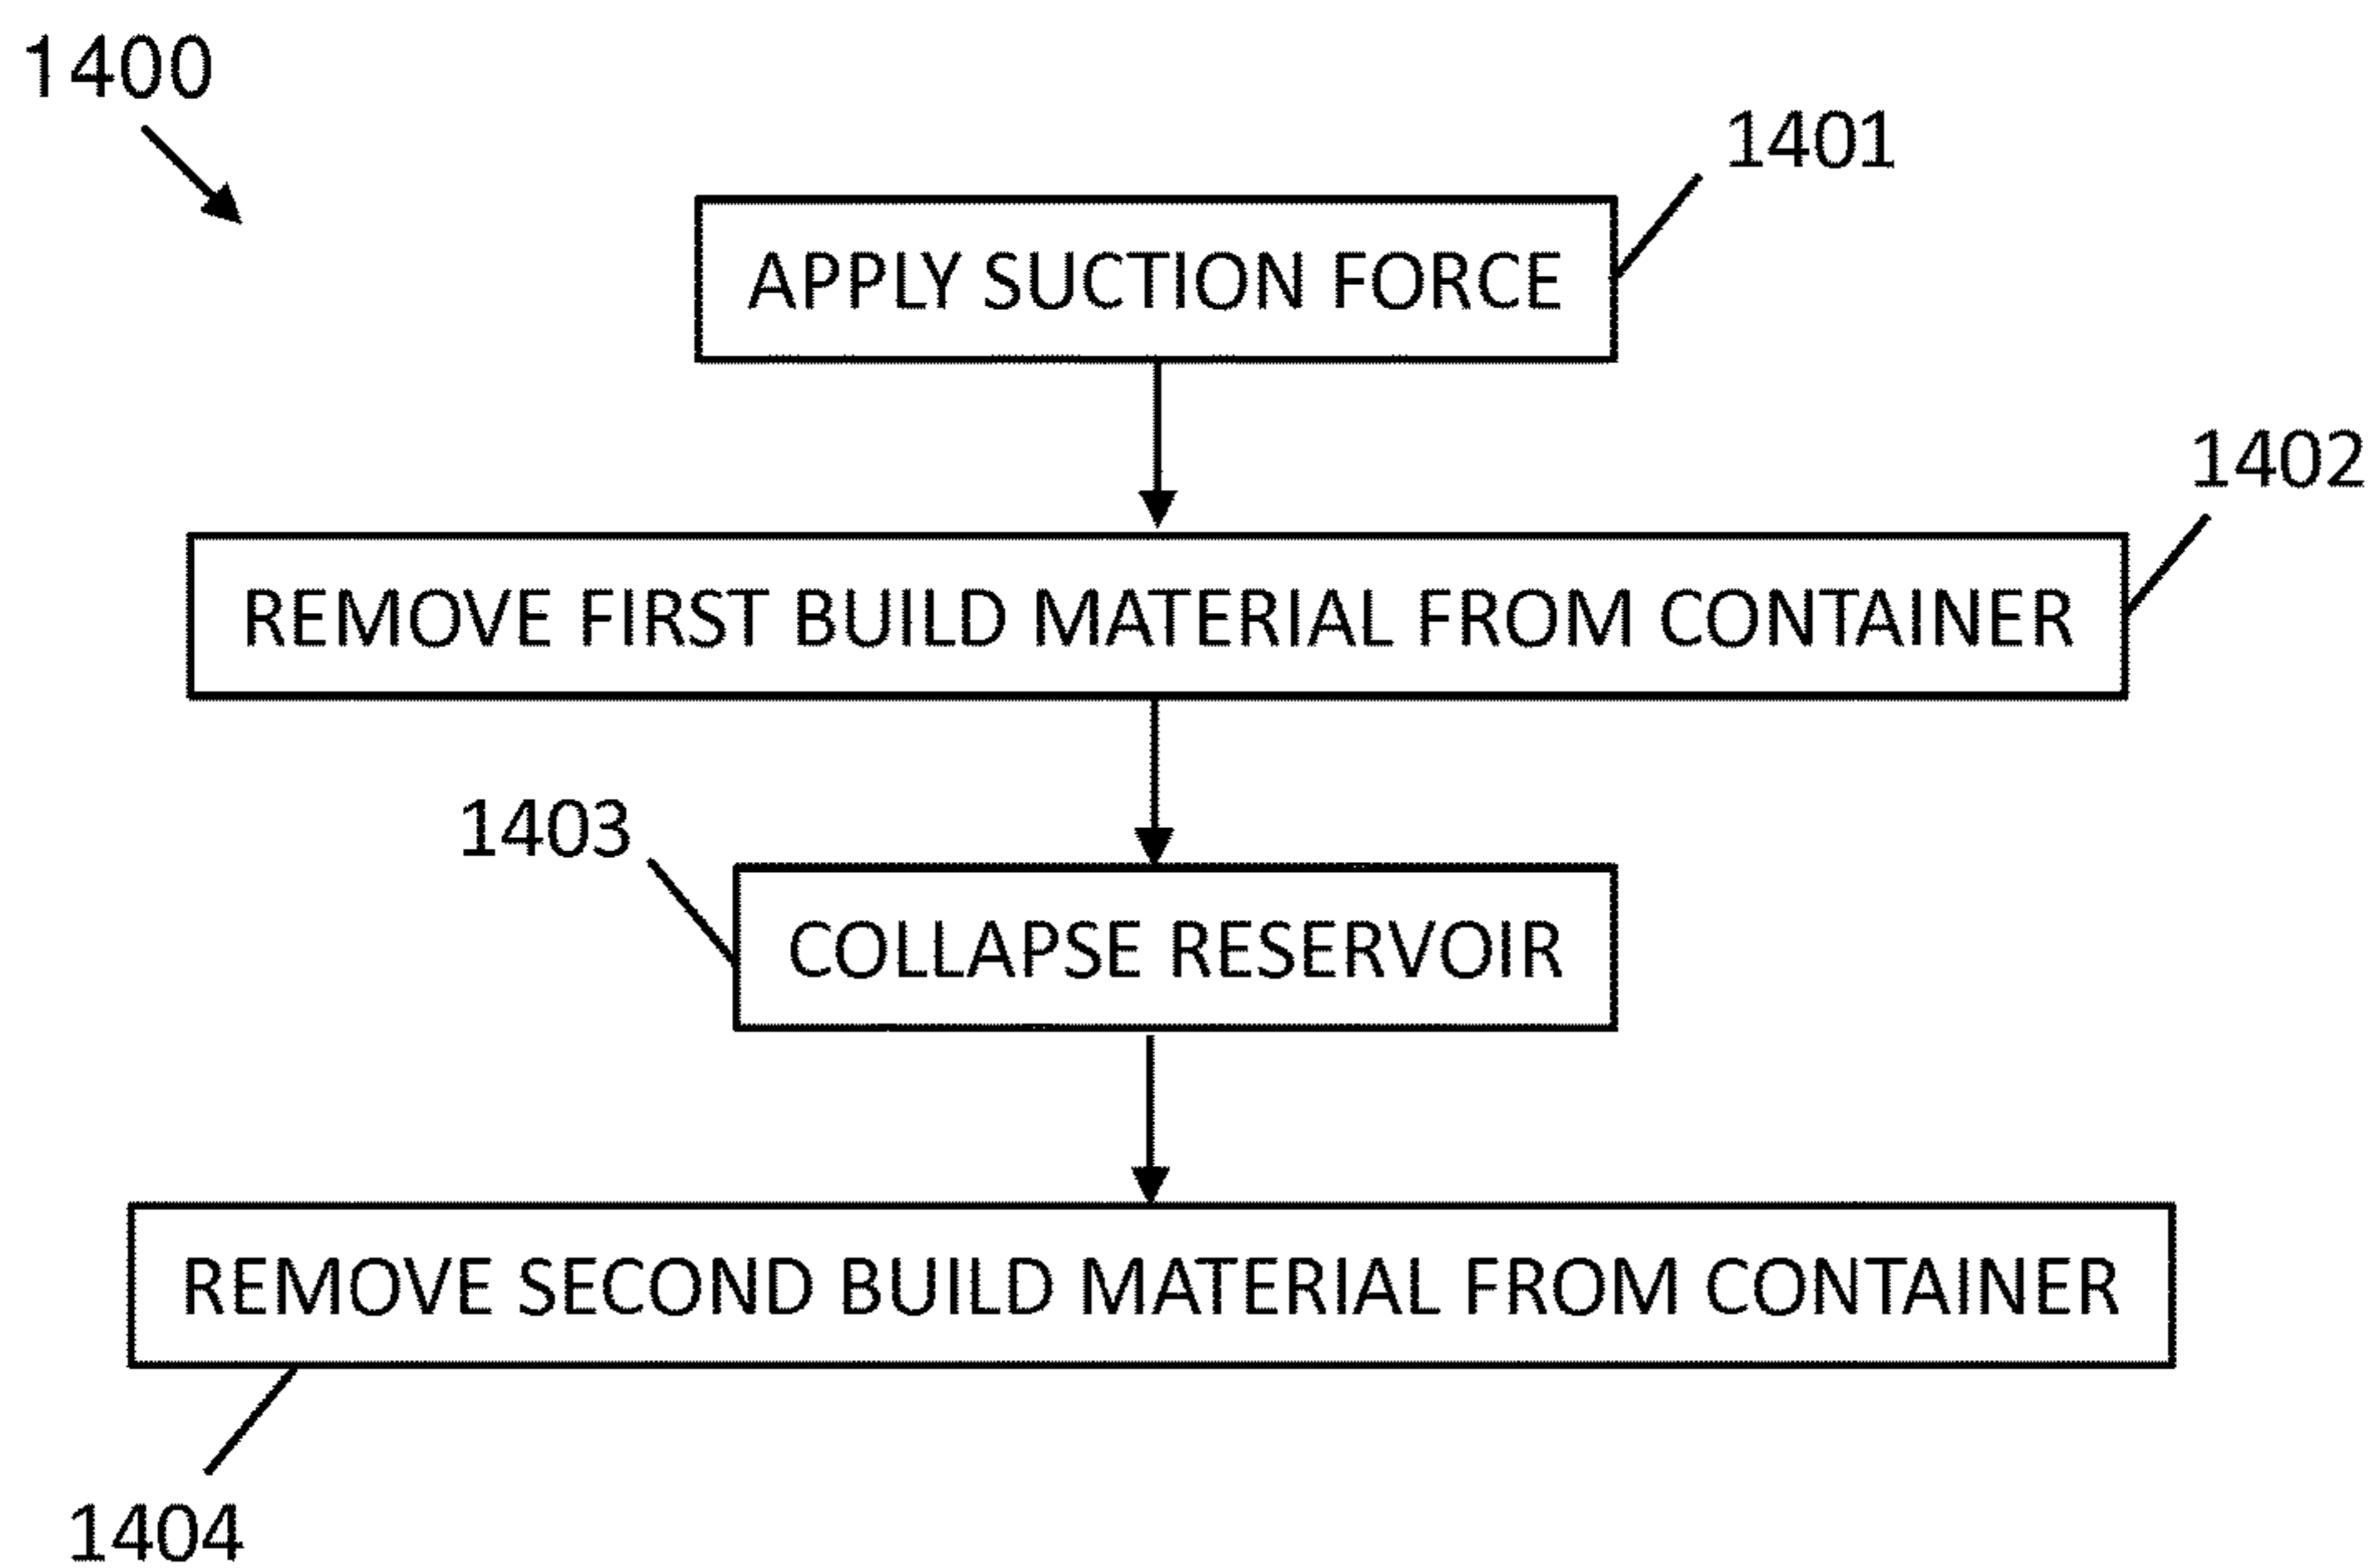 1400
1401
APPLY SUCTION FORCE
1402
REMOVE FIRST BUILD MATERIAL FROM CONTAINER
1403
COLLAPSE RESERVOIR
REMOVE SECOND BUILD MATERIAL FROM CONTAINER
1404